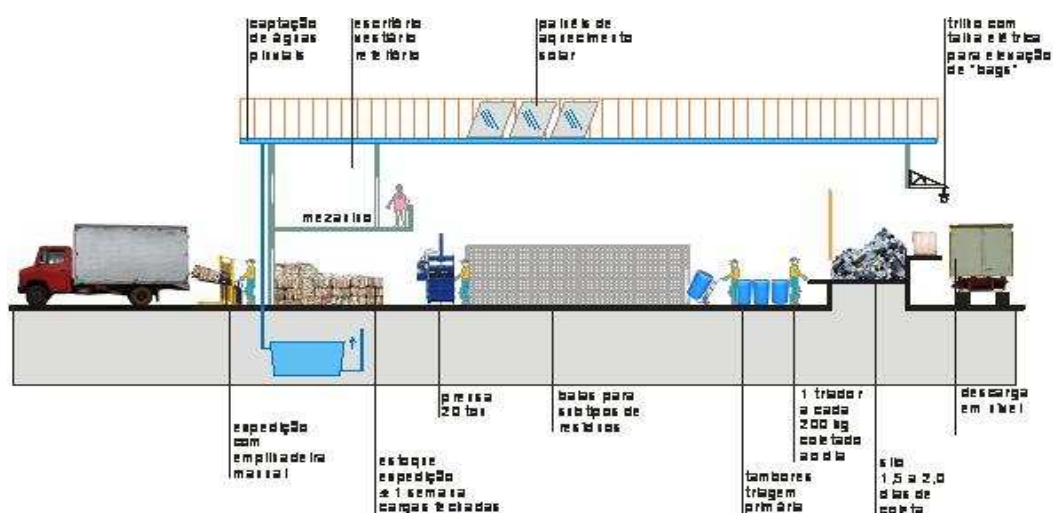 captação
de águas
pluviais
escritório
vestiário
refeitório
painéis de
aquecimento
solar
trilho com
talha elétrica
para elevação
de "bags"
mezanino
expedição
com
empilhadeira
manual
estoque
expedição
± 1 semana
cargas fechadas
prensa
20 ton
baias para
subtipos de
resíduos
tambores
triagem
primária
1 triador
a cada
200 kg
coletado
ao dia
silo
1,5 a 2,0
dias de
coleta
descarga
em nível